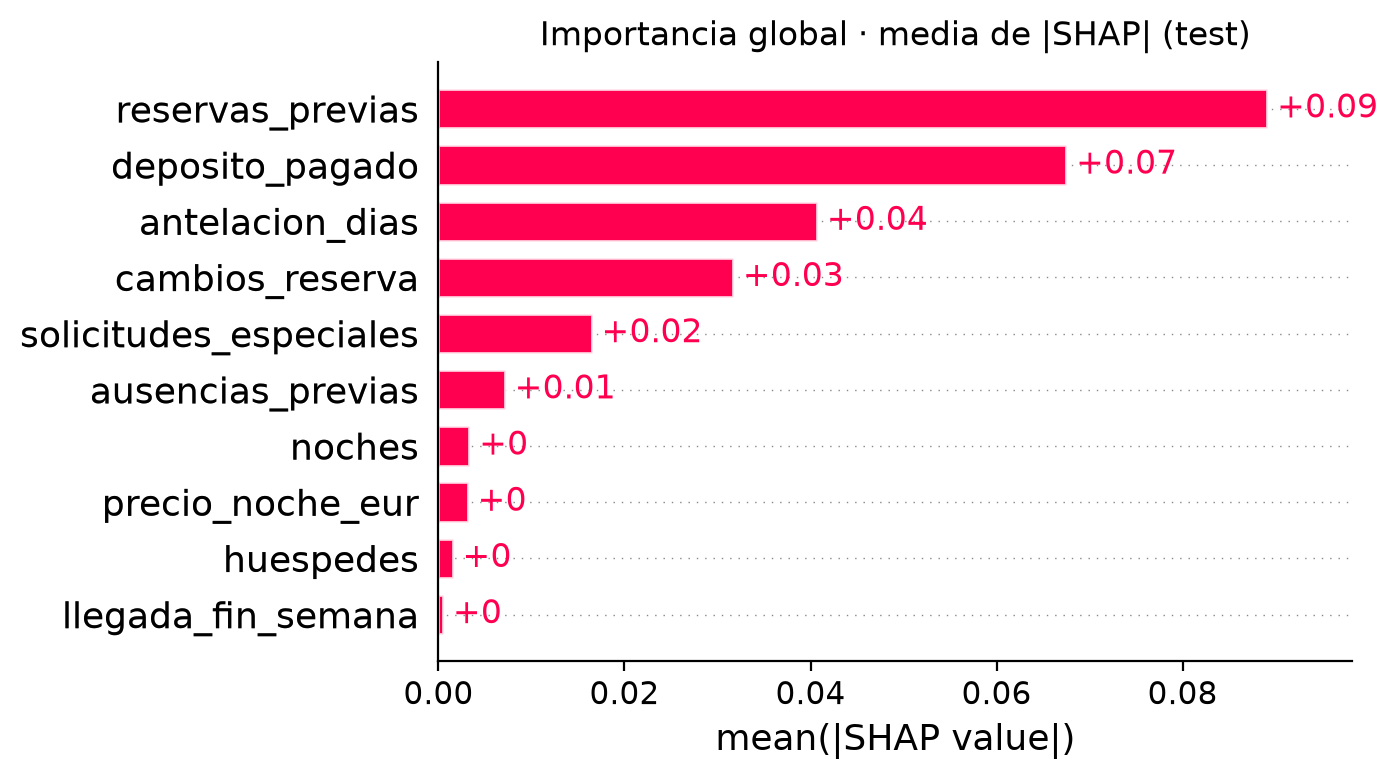 Importancia global · media de |SHAP| (test)
reservas_previas +0.09
deposito_pagado +0.07
antelacion_dias +0.04
cambios_reserva +0.03
solicitudes_especiales +0.02
ausencias_previas +0.01
noches +0
precio_noche_eur +0
huespedes +0
llegada_fin_semana +0
0.00 0.02 0.04 0.06 0.08
mean(|SHAP value|)